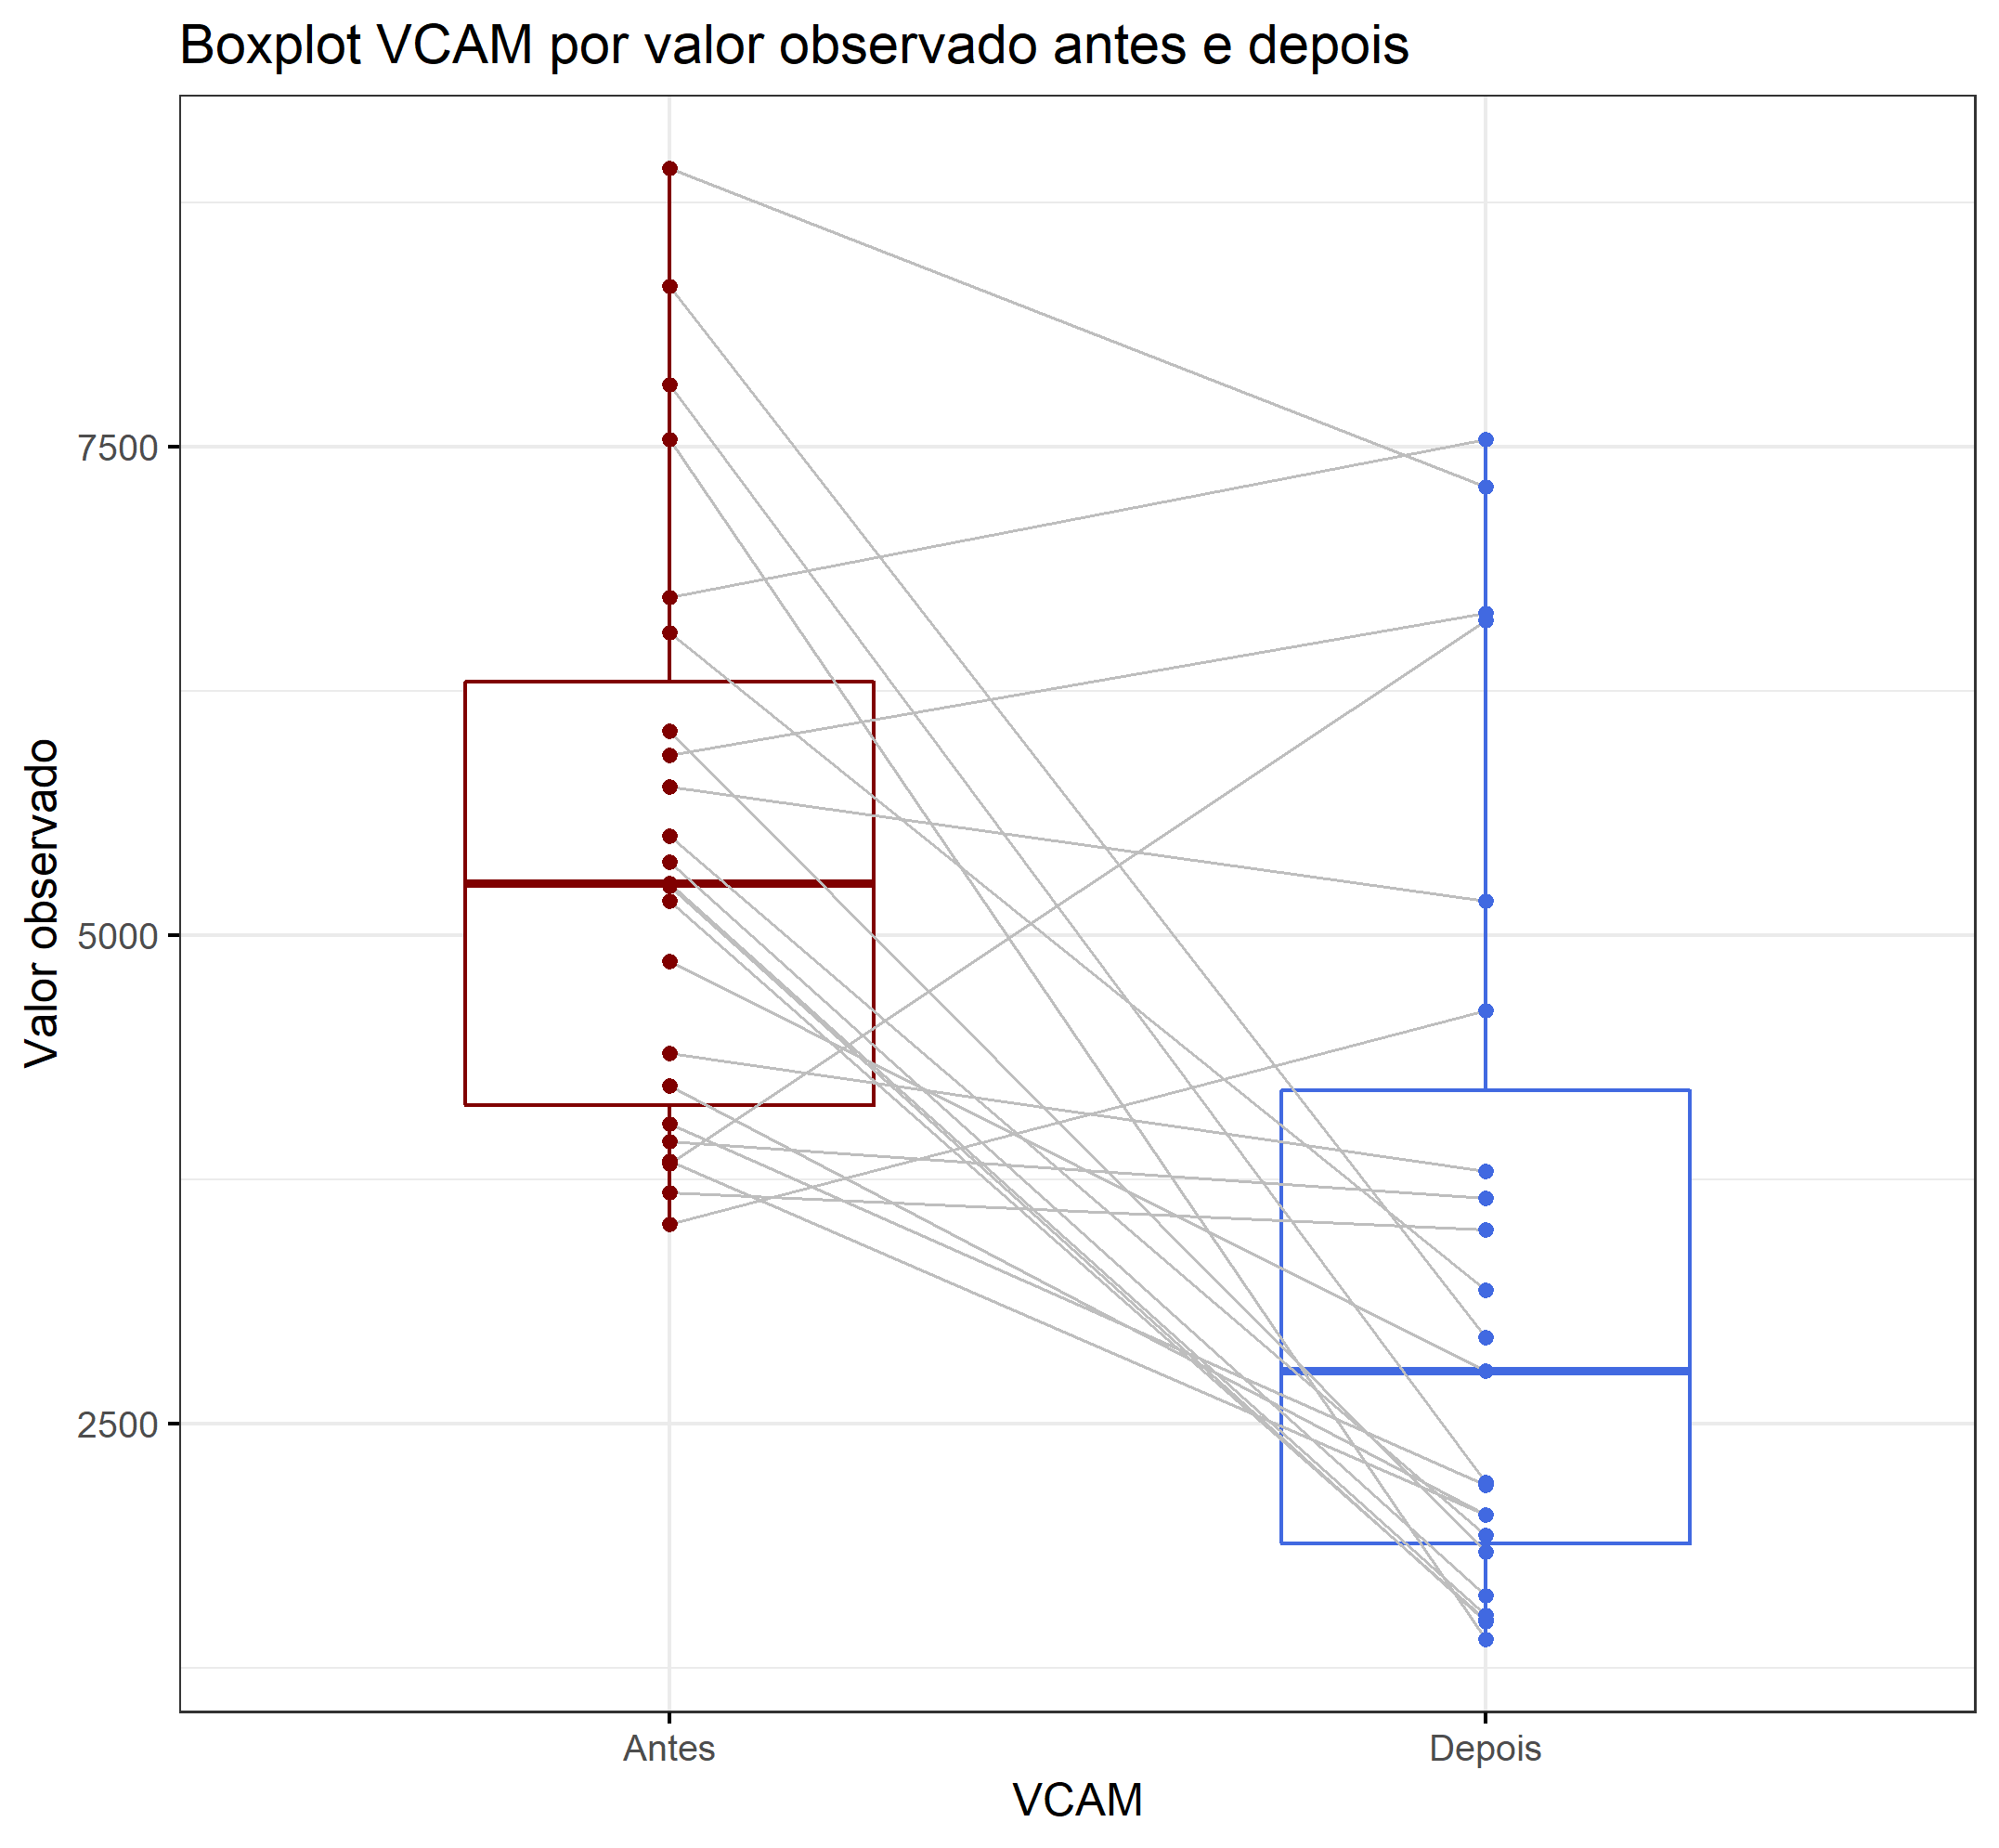 Boxplot VCAM por valor observado antes e depois
Valor observado
7500
5000
2500
Antes
Depois
VCAM